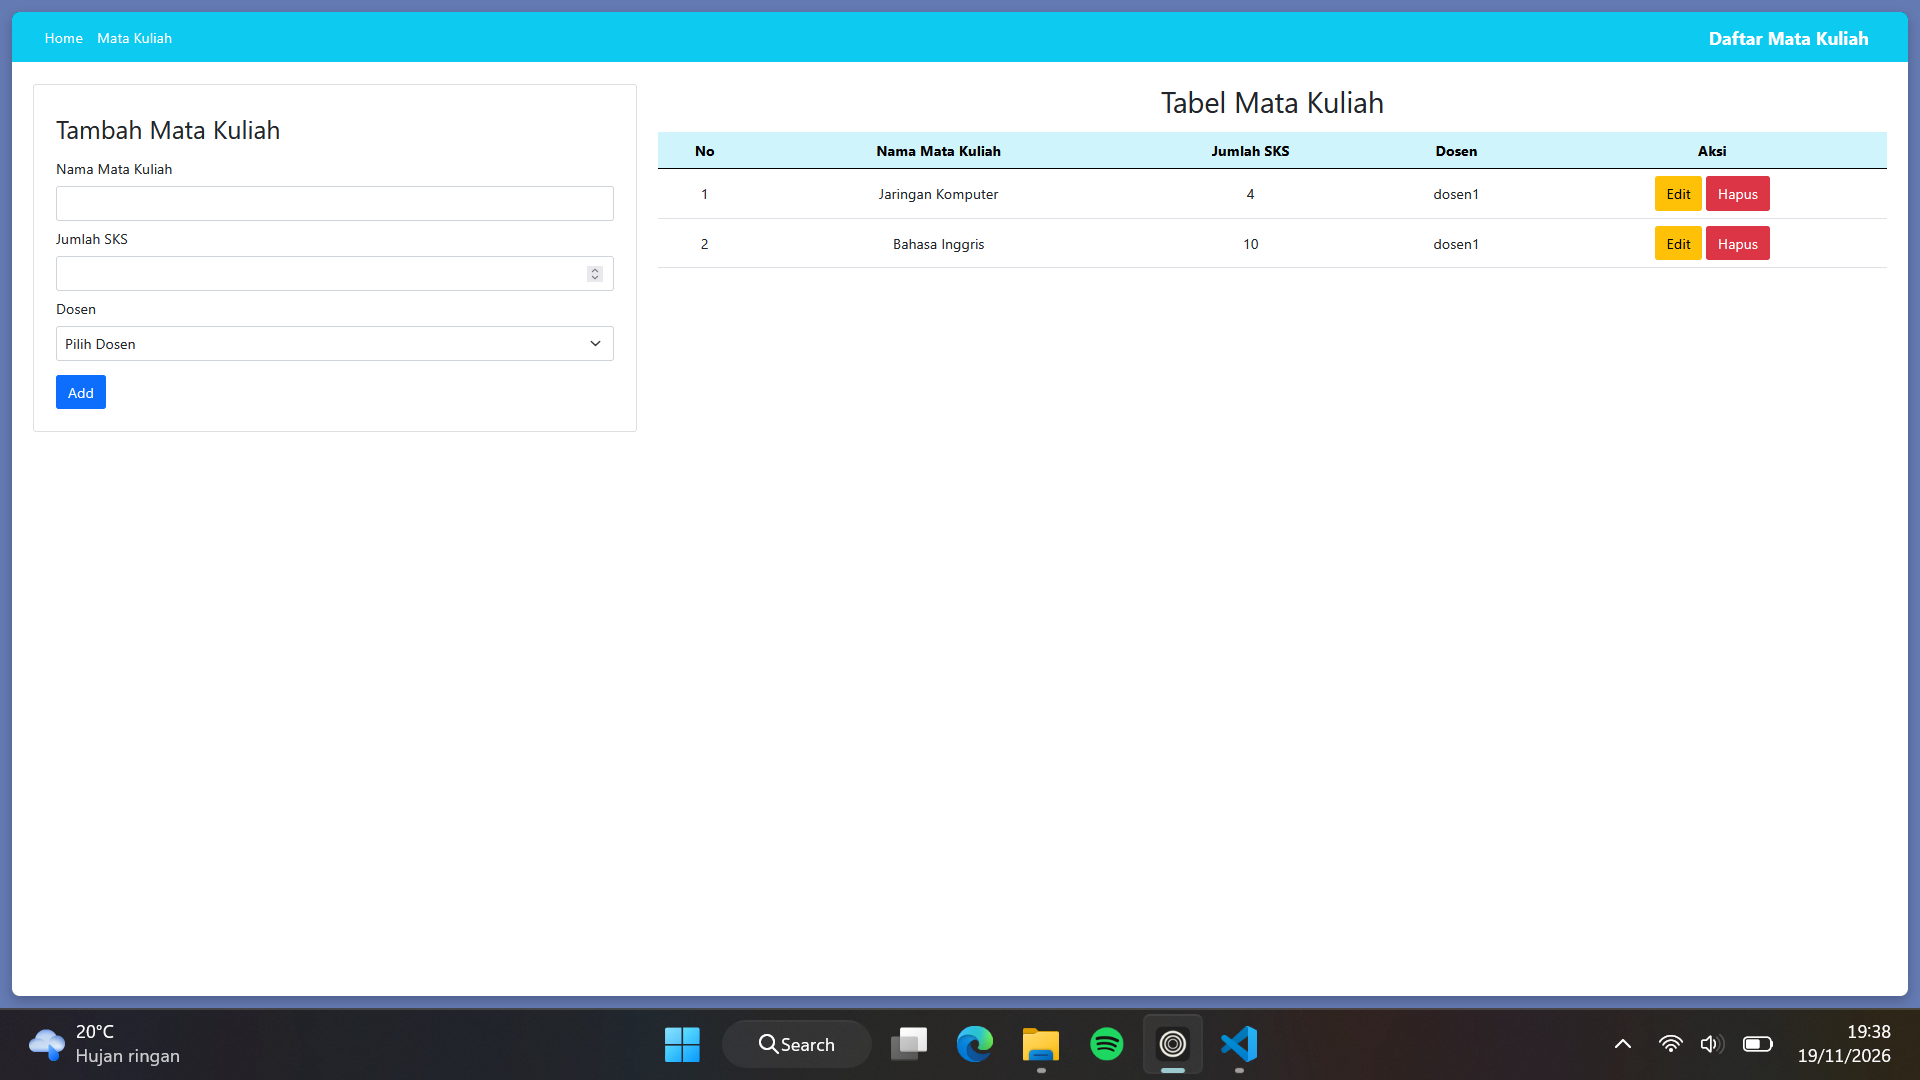 Home Mata Kuliah Daftar Mata Kuliah
Tambah Mata Kuliah
Nama Mata Kuliah
Jumlah SKS
Dosen
Pilih Dosen
Add
Tabel Mata Kuliah
No Nama Mata Kuliah Jumlah SKS Dosen Aksi
1 Jaringan Komputer 4 dosen1 Edit Hapus
2 Bahasa Inggris 10 dosen1 Edit Hapus
20°C
Hujan ringan
Search
19:38
19/11/2026